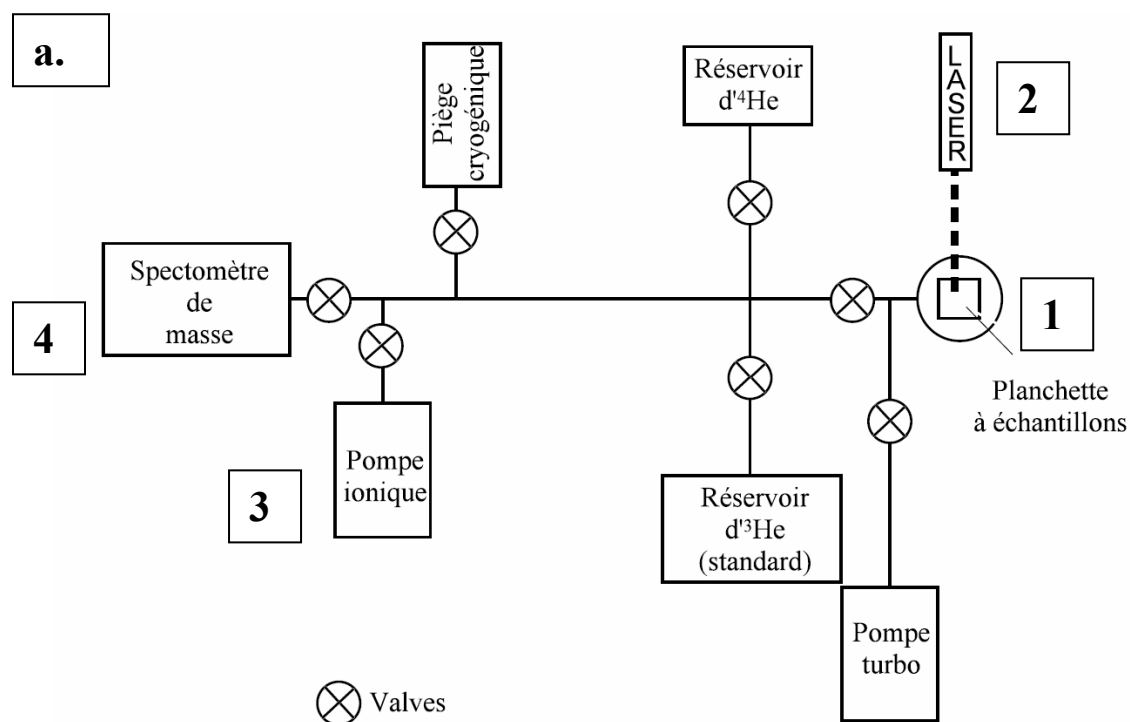 a.
Piège
cryogénique
Réservoir
d'⁴He
LASER
2
Spectomètre
de
masse
4
1
Planchette
à échantillons
Pompe
ionique
3
Réservoir
d'³He
(standard)
Pompe
turbo
Valves